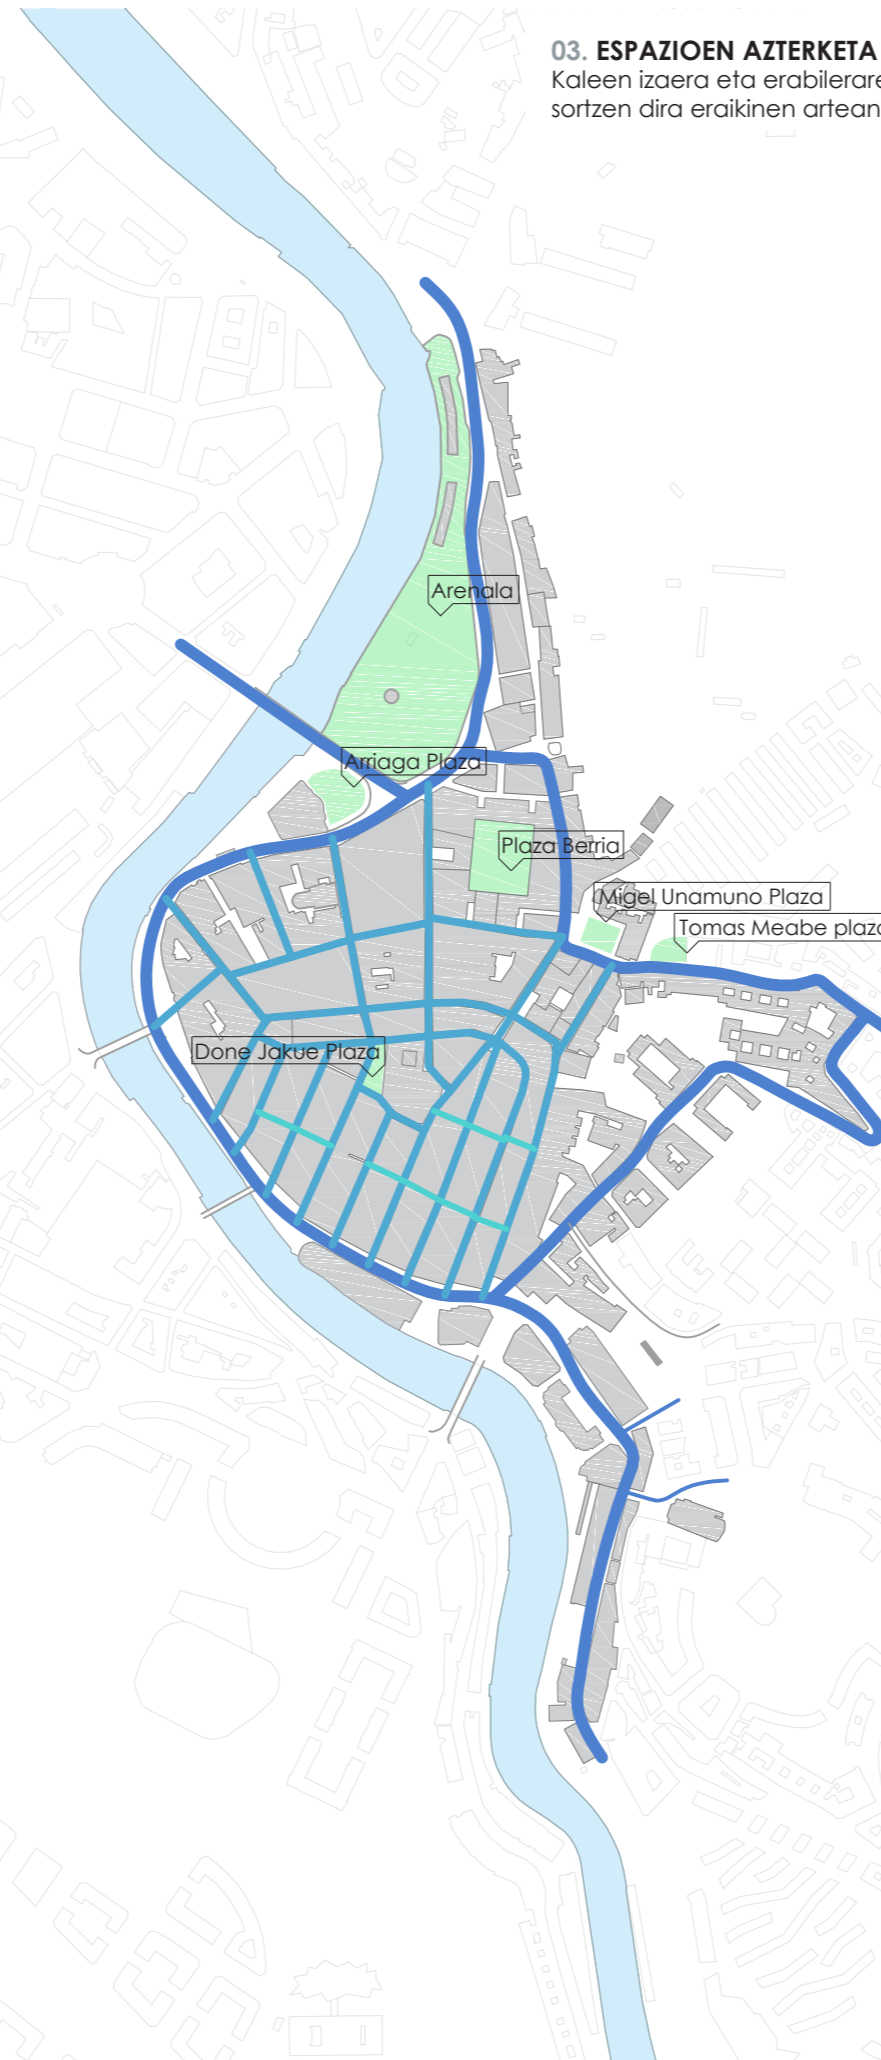 03. ESPAZIOEN AZTERKETA
Kaleen izaera eta erabilerare
sortzen dira eraikinen artean
Arenala
Arriaga Plaza
Plaza Berria
Migel Unamuno Plaza
Tomas Meabe plaza
Done Jakue Plaza